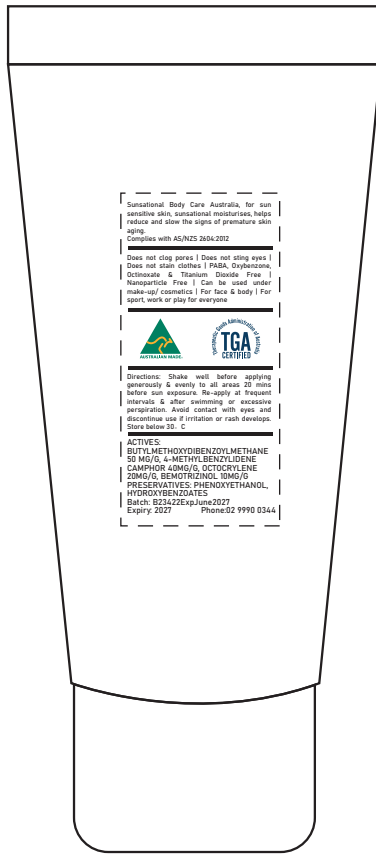 Sunsational Body Care Australia, for sun
sensitive skin, sunsational moisturises, helps
reduce and slow the signs of premature skin
aging.
Complies with AS/NZS 2604:2012
Does not clog pores | Does not sting eyes |
Does not stain clothes | PABA, Oxybenzone,
Octinoxate & Titanium Dioxide Free |
Nanoparticle Free | Can be used under
make-up/ cosmetics | For face & body | For
sport, work or play for everyone
AUSTRALIAN MADE
Therapeutic Goods Administration of Australia
TGA
CERTIFIED
Directions: Shake well before applying
generously & evenly to all areas 20 mins
before sun exposure. Re-apply at frequent
intervals & after swimming or excessive
perspiration. Avoid contact with eyes and
discontinue use if irritation or rash develops.
Store below 30。C
ACTIVES:
BUTYLMETHOXYDIBENZOYLMETHANE
50 MG/G, 4-METHYLBENZYLIDENE
CAMPHOR 40MG/G, OCTOCRYLENE
20MG/G, BEMOTRIZINOL 10MG/G
PRESERVATIVES: PHENOXYETHANOL,
HYDROXYBENZOATES
Batch: B23422ExpJune2027
Expiry: 2027 Phone:02 9990 0344